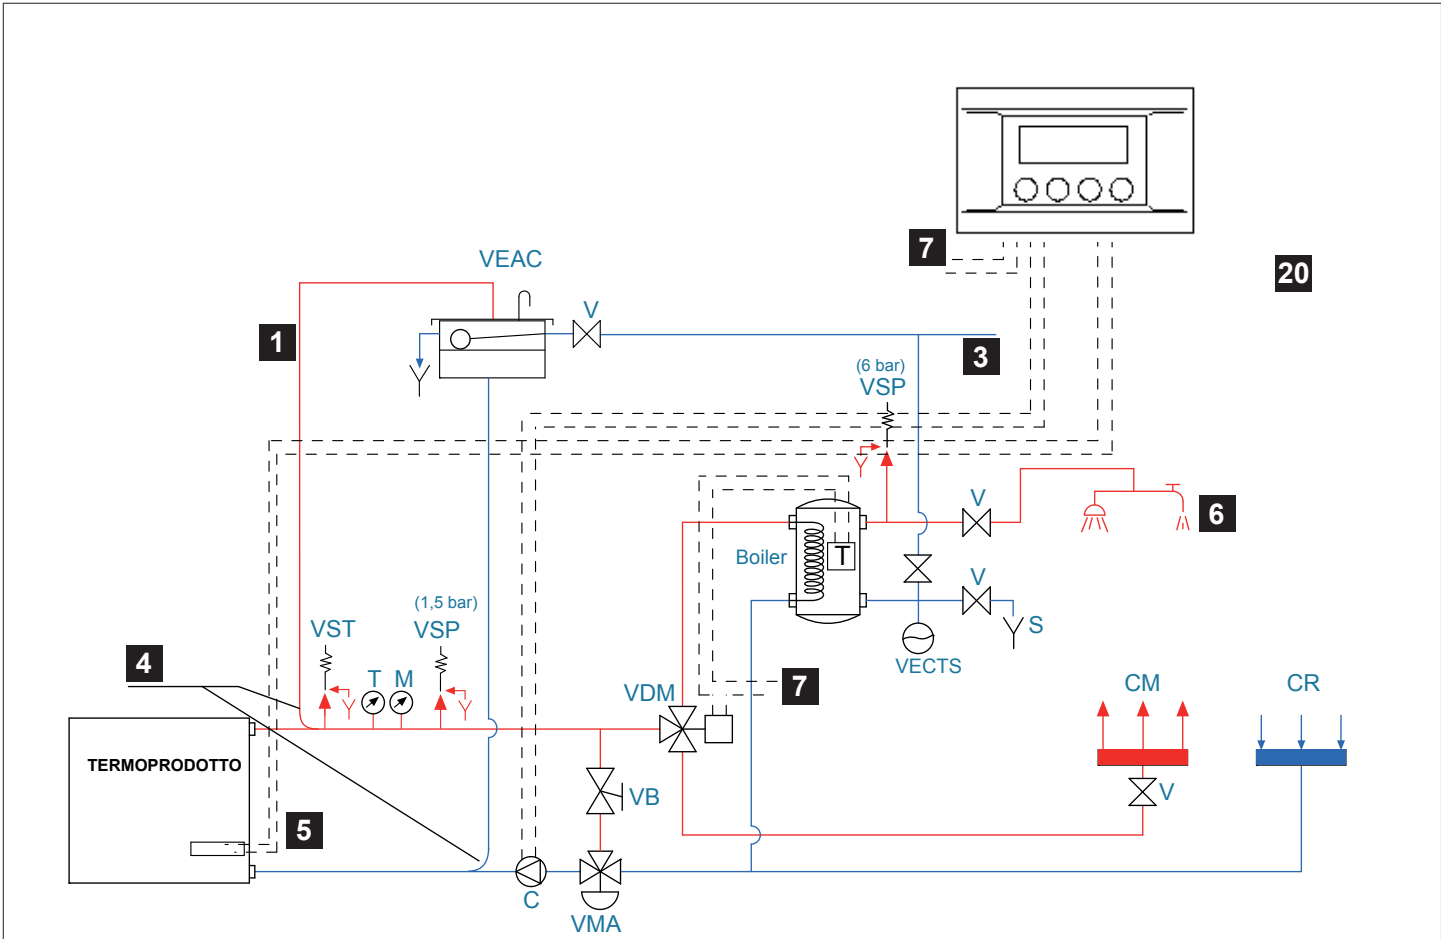 7
20
VEAC
V
1
3
(6 bar)
VSP
V
6
Boiler
T
V
S
VECTS
(1,5 bar)
VST
VSP
4
T M
7
VDM
CM
CR
TERMOPRODOTTO
VB
V
5
C
VMA